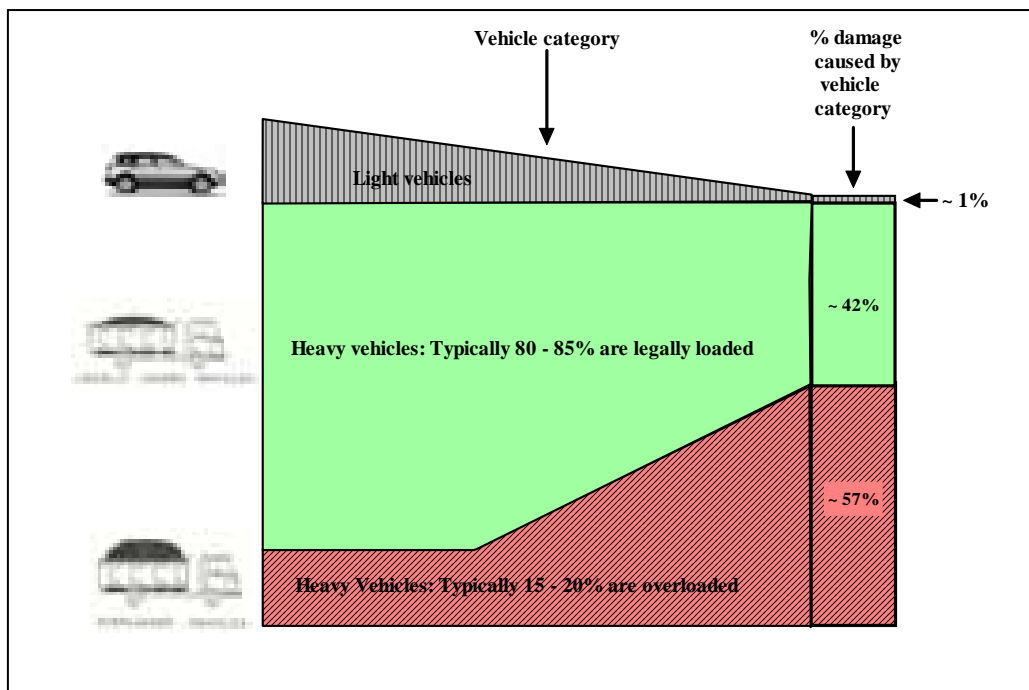 Vehicle category
% damage
caused by
vehicle
category
Light vehicles
~ 1%
~ 42%
Heavy vehicles: Typically 80 - 85% are legally loaded
~ 57%
Heavy Vehicles: Typically 15 - 20% are overloaded